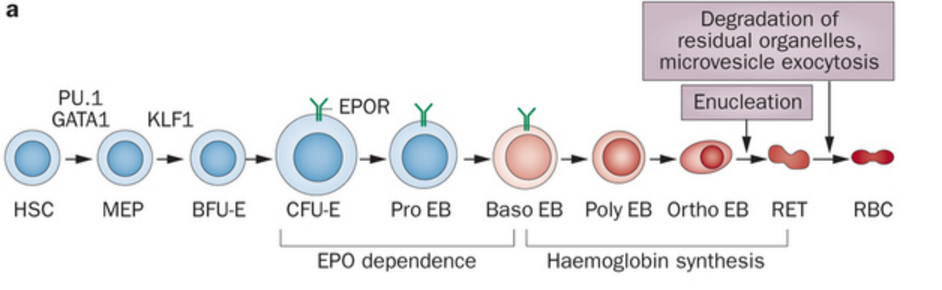 a
Degradation of
residual organelles,
microvesicle exocytosis
Enucleation
PU.1
GATA1
KLF1
EPOR
HSC
MEP
BFU-E
CFU-E
Pro EB
Baso EB
Poly EB
Ortho EB
RET
RBC
EPO dependence
Haemoglobin synthesis